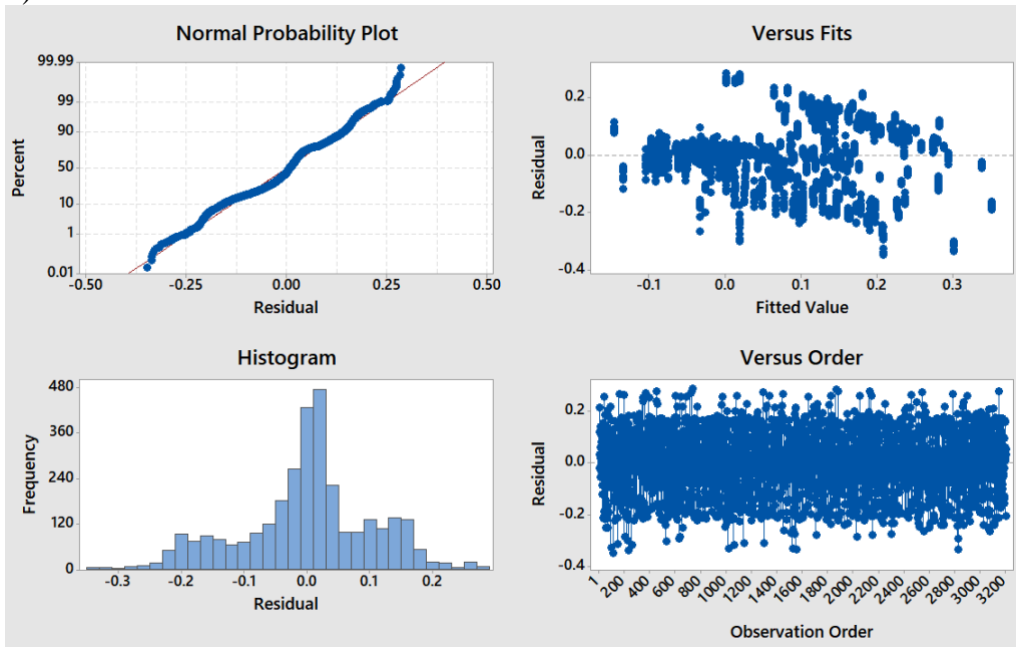 )
Normal Probability Plot
99.99
99
90
50
10
1
0.01
Percent
-0.50 -0.25 0.00 0.25 0.50
Residual
Versus Fits
0.2
0.0
-0.2
-0.4
Residual
-0.1 0.0 0.1 0.2 0.3
Fitted Value
Histogram
480
360
240
120
0
Frequency
-0.3 -0.2 -0.1 0.0 0.1 0.2
Residual
Versus Order
0.2
0.0
-0.2
-0.4
Residual
1 200 400 600 800 1000 1200 1400 1600 1800 2000 2200 2400 2600 2800 3000 3200
Observation Order